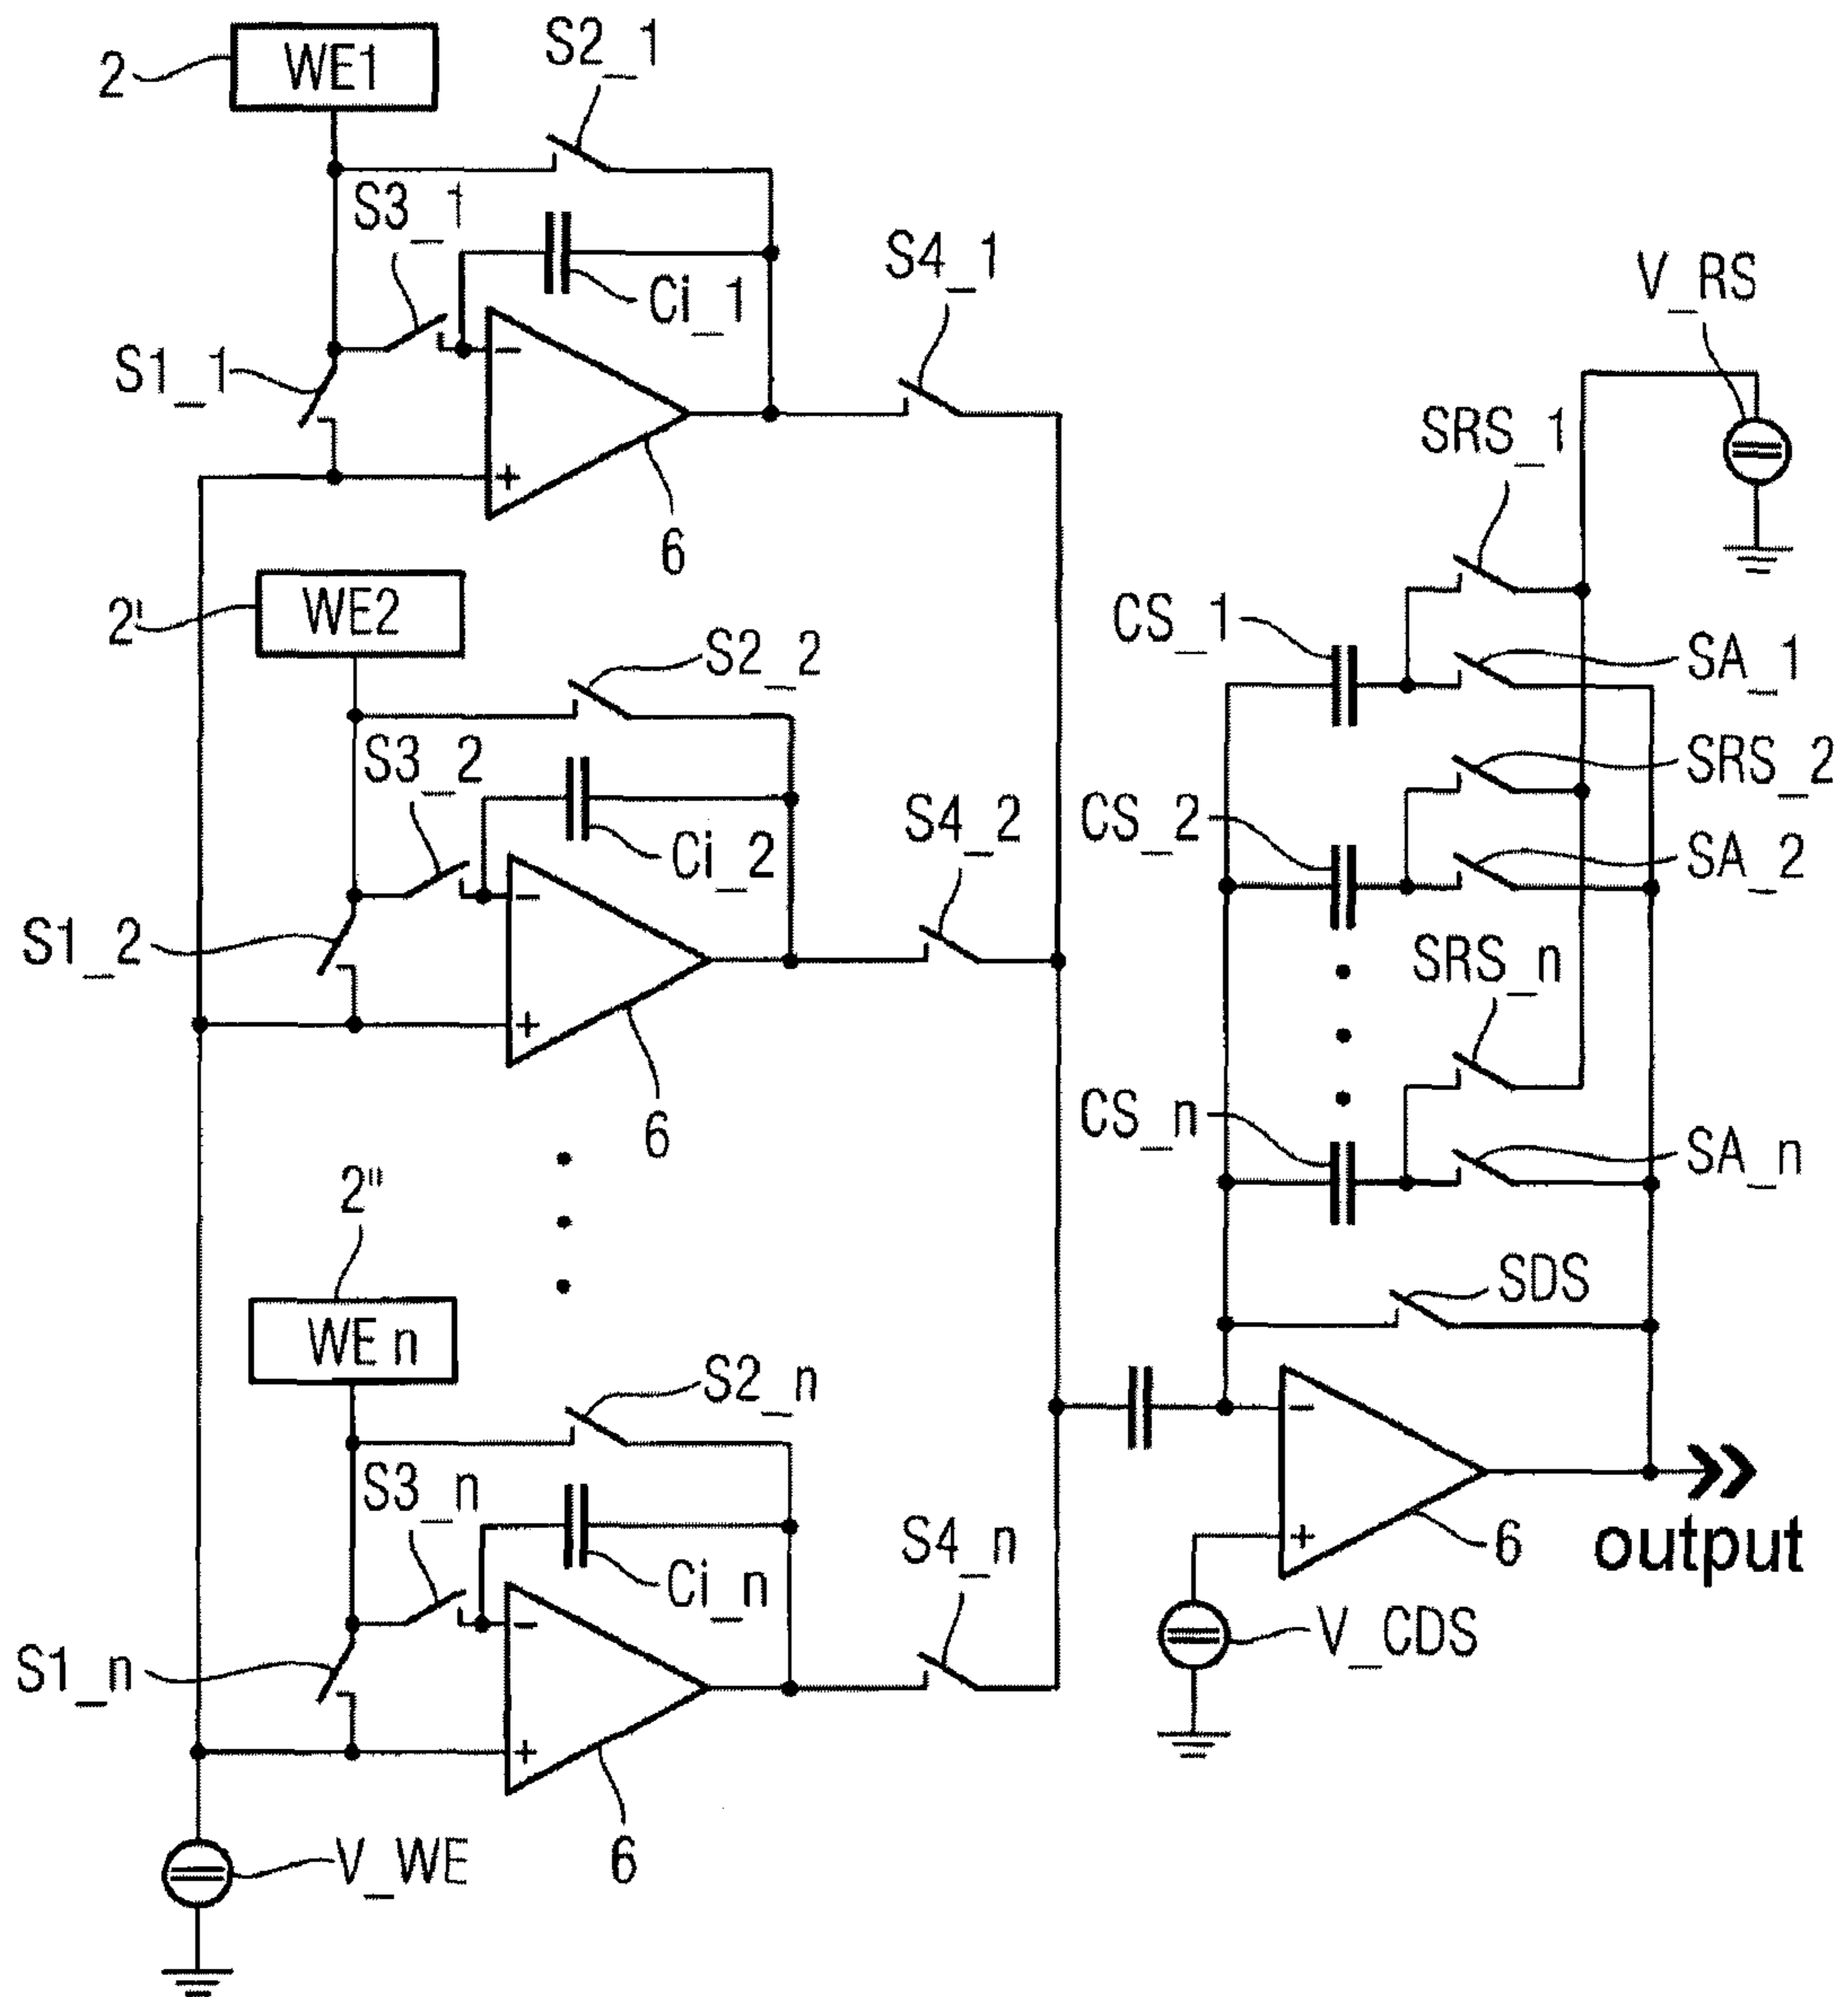 2
WE1
S2_1
S3_1
Ci_1
S4_1
S1_1
6
V_RS
SRS_1
CS_1
SA_1
2'
WE2
S2_2
S3_2
Ci_2
S4_2
S1_2
6
SRS_2
CS_2
SA_2
SRS_n
CS_n
SA_n
2"
WE n
S2_n
S3_n
Ci_n
S4_n
S1_n
6
SDS
6
output
V_CDS
V_WE